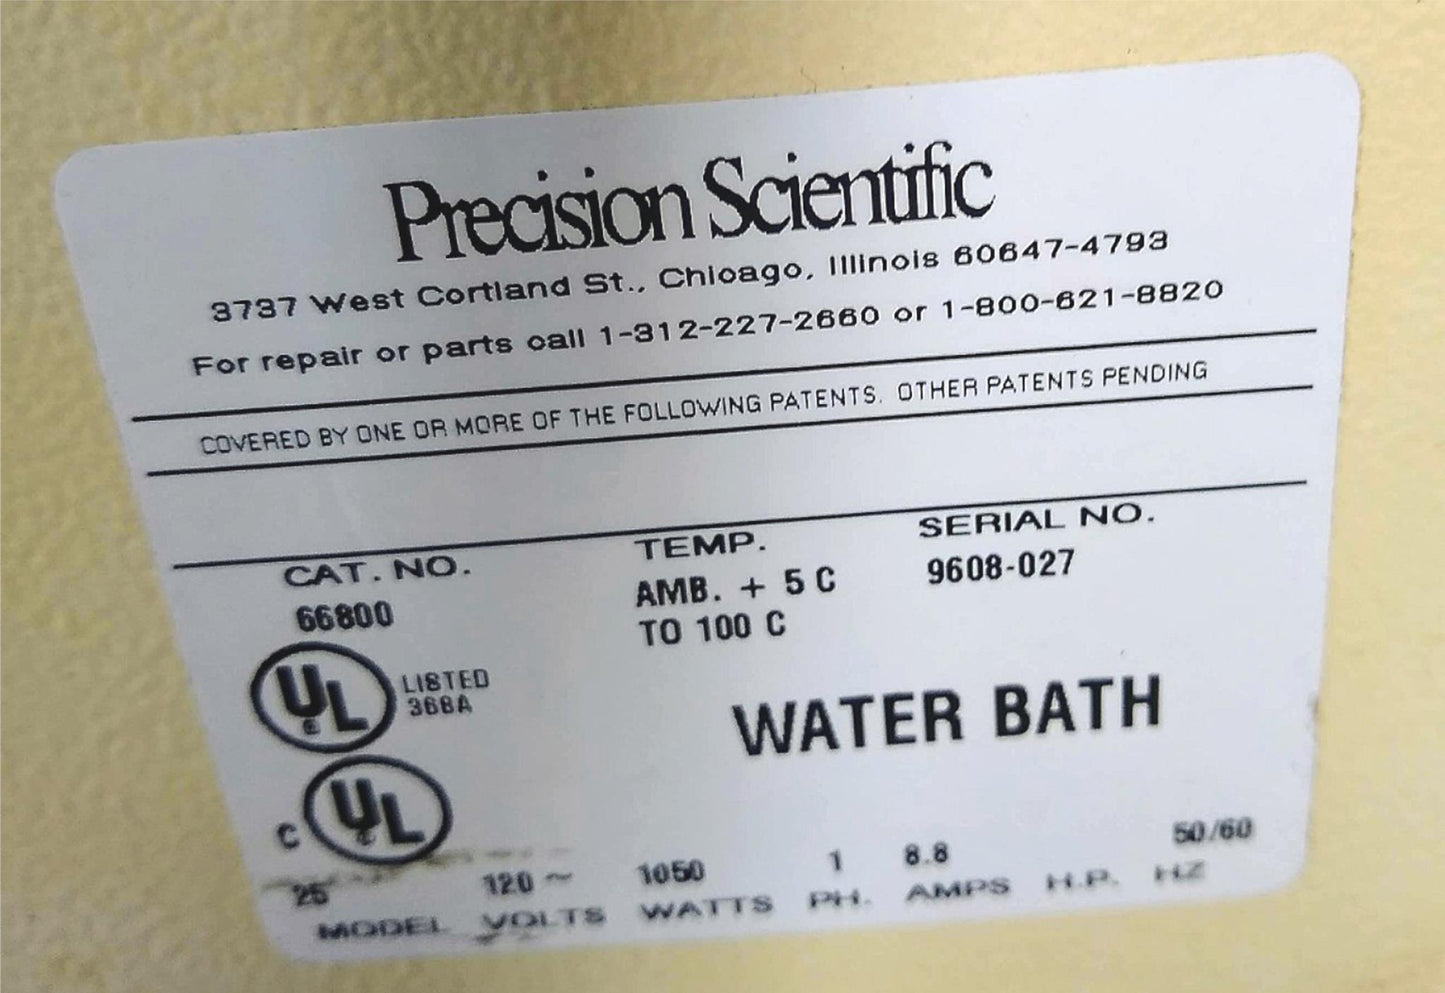 Precision Scientific
3737 West Cortland St., Chicago, Illinois 60647-4793
For repair or parts call 1-312-227-2660 or 1-800-621-8820
COVERED BY ONE OR MORE OF THE FOLLOWING PATENTS. OTHER PATENTS PENDING
CAT. NO. TEMP. SERIAL NO.
66800 AMB. + 5 C 9608-027
TO 100 C
UL LISTED
368A
WATER BATH
C UL
25 120 ~ 1050 1 8.8 50/60
MODEL VOLTS WATTS PH. AMPS H.P. HZ